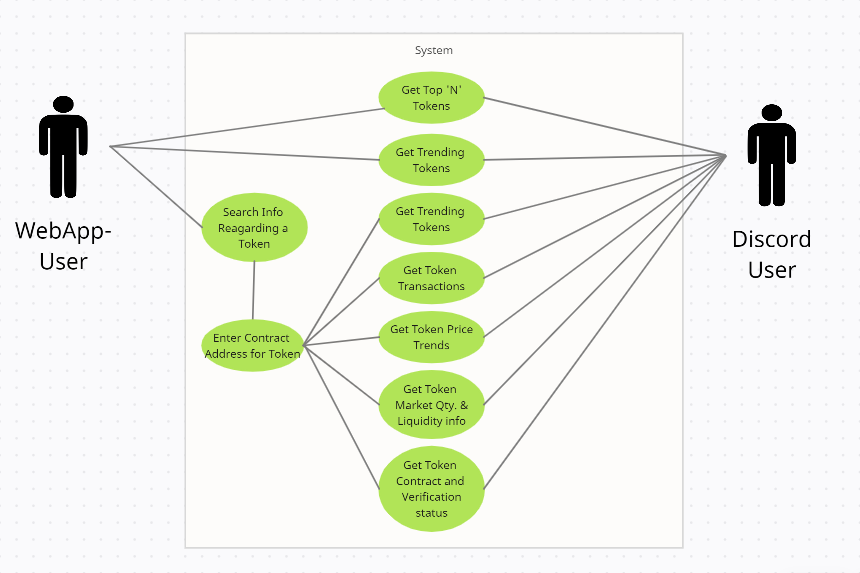 System
Get Top 'N'
Tokens
WebApp-
User
Get Trending
Tokens
Discord
User
Search Info
Reagarding a
Token
Get Trending
Tokens
Get Token
Transactions
Enter Contract
Address for Token
Get Token Price
Trends
Get Token
Market Qty. &
Liquidity info
Get Token
Contract and
Verification
status